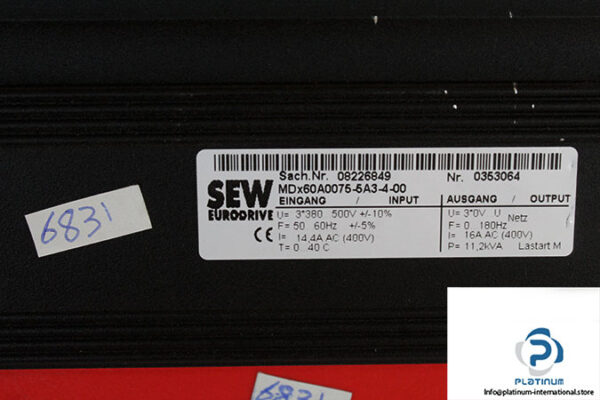 Sach.Nr. 08226849 Nr. 0353064
MDx60A0075-5A3-4-00
SEW
EURODRIVE
EINGANG / INPUT
U= 3*380 500V +/-10%
F= 50 60Hz +/-5%
I= 14,4A AC (400V)
T= 0 40 C
CE
AUSGANG / OUTPUT
U= 3*0V U Netz
F= 0 180Hz
I= 16A AC (400V)
P= 11,2kVA Lastart M
6831
6831
PLATINUM
Info@platinum-international.store